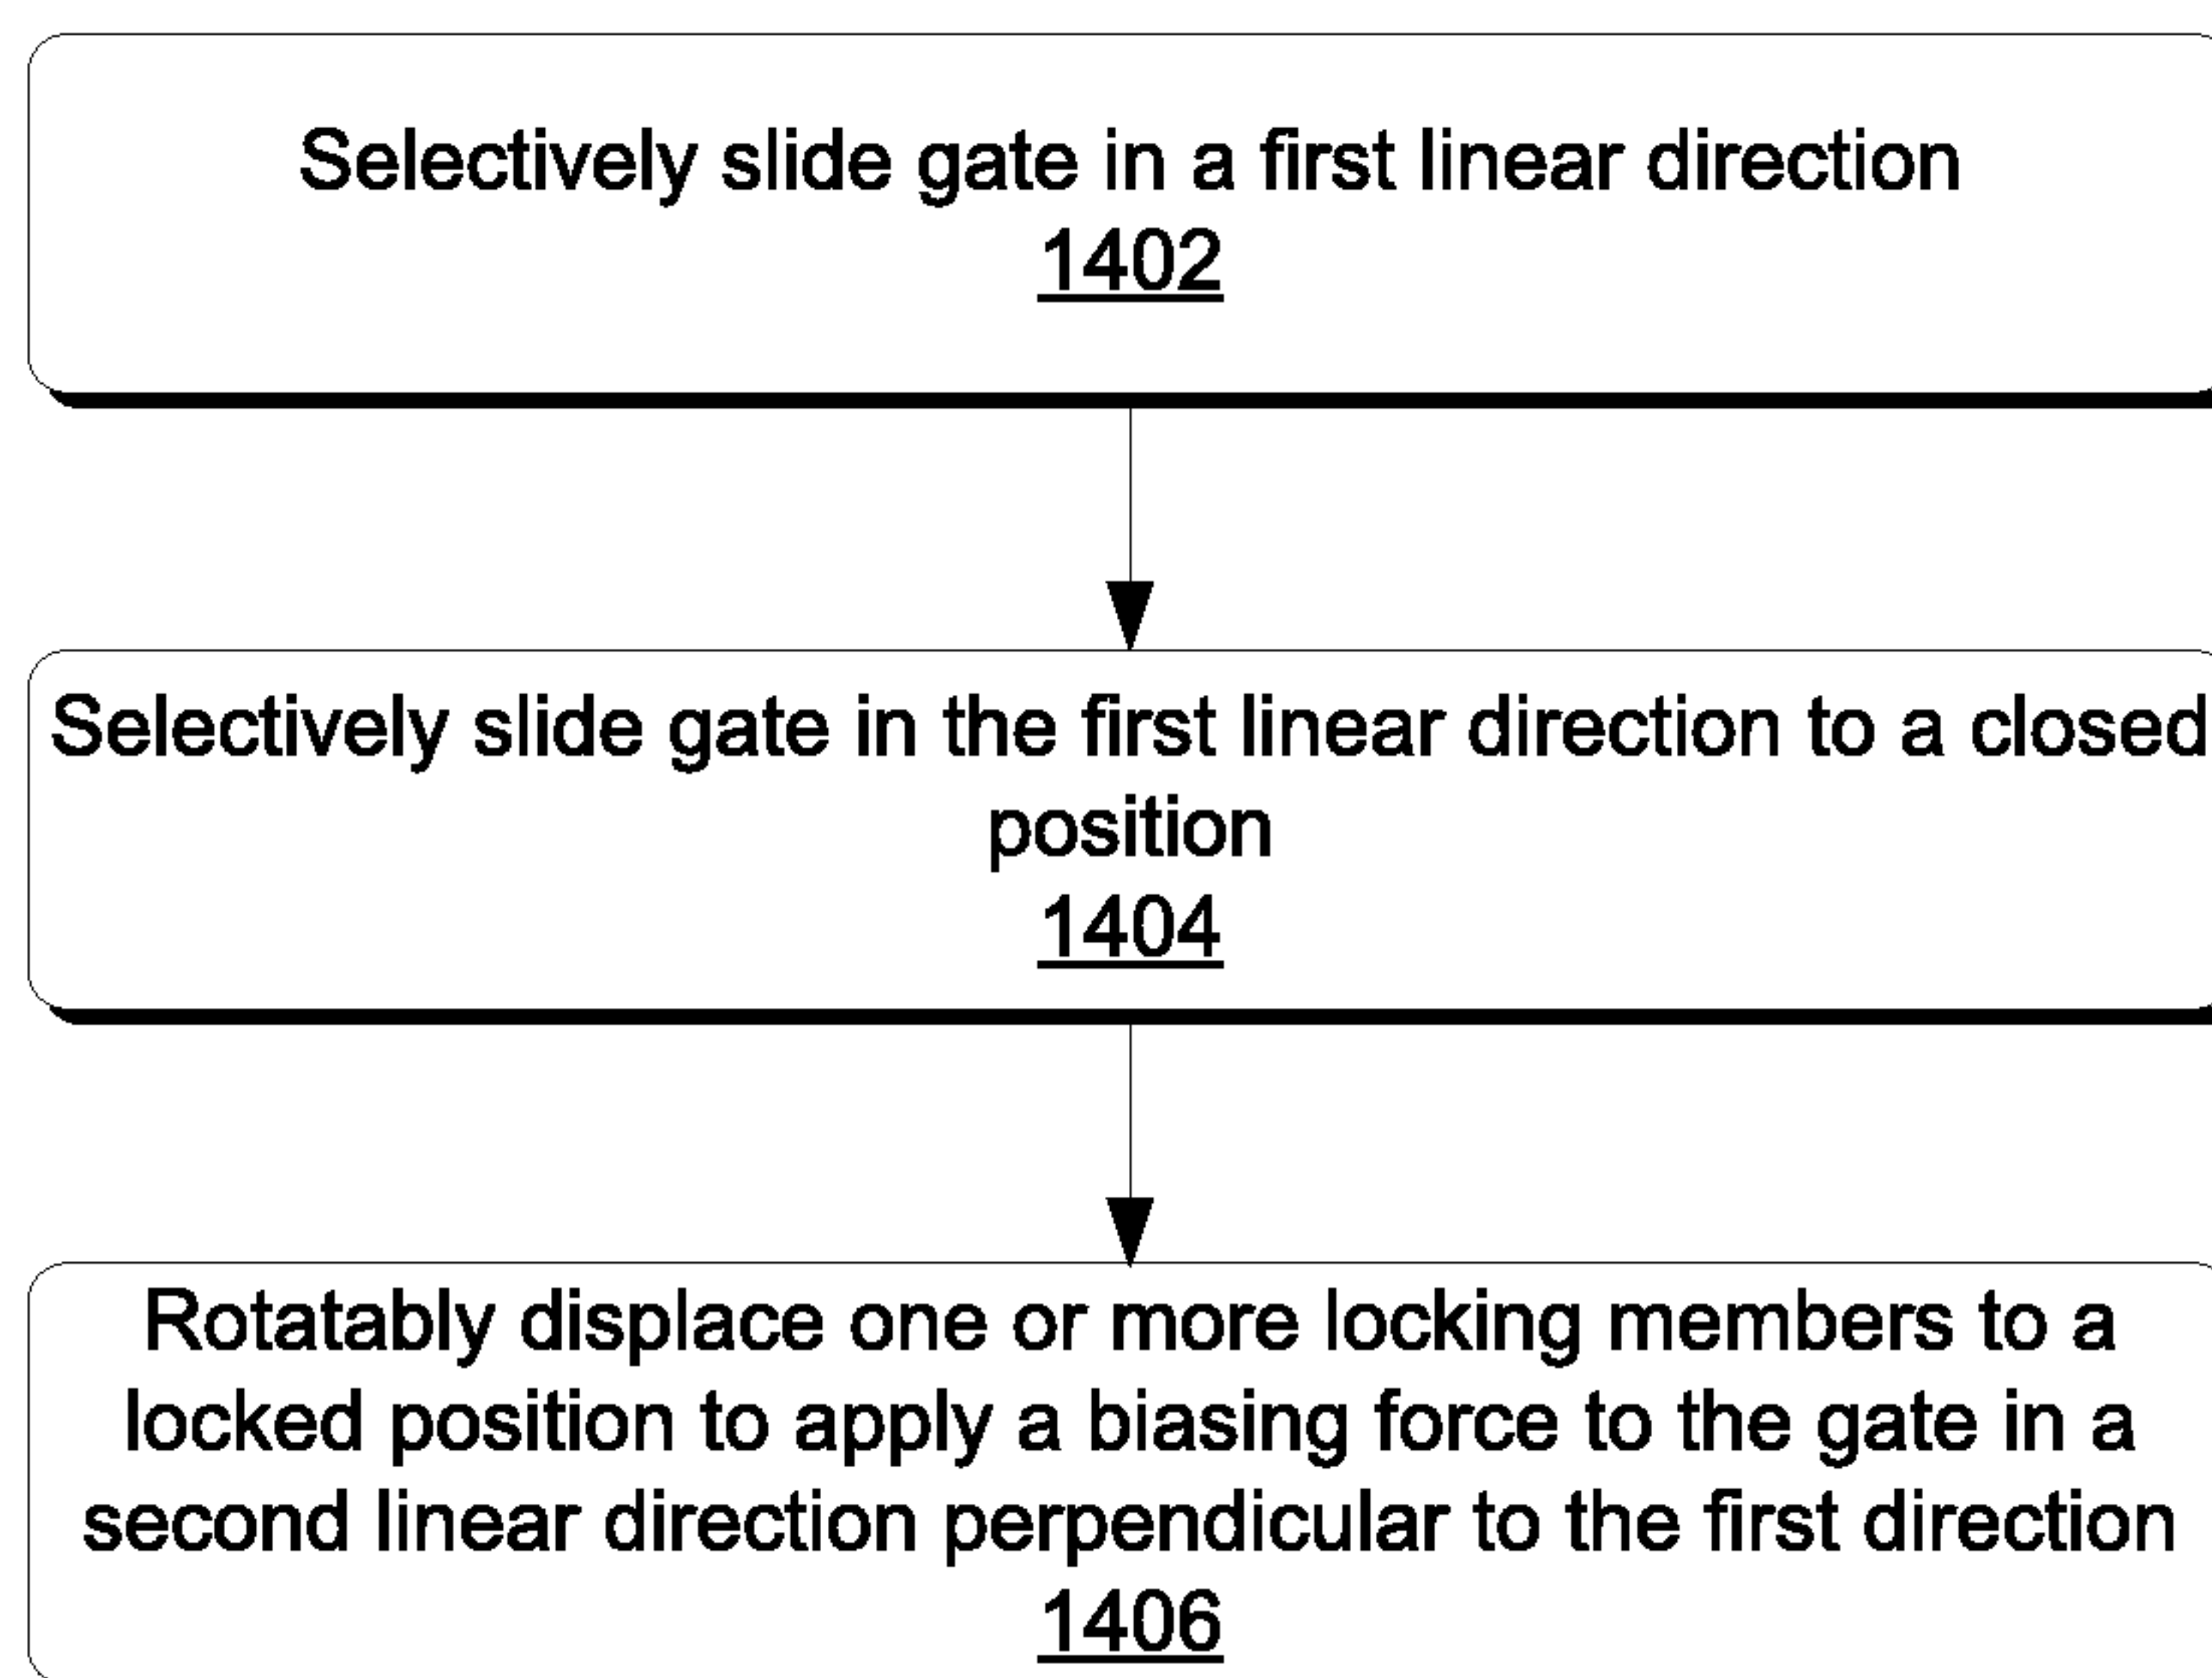 Selectively slide gate in a first linear direction
1402
Selectively slide gate in the first linear direction to a closed
position
1404
Rotatably displace one or more locking members to a
locked position to apply a biasing force to the gate in a
second linear direction perpendicular to the first direction
1406